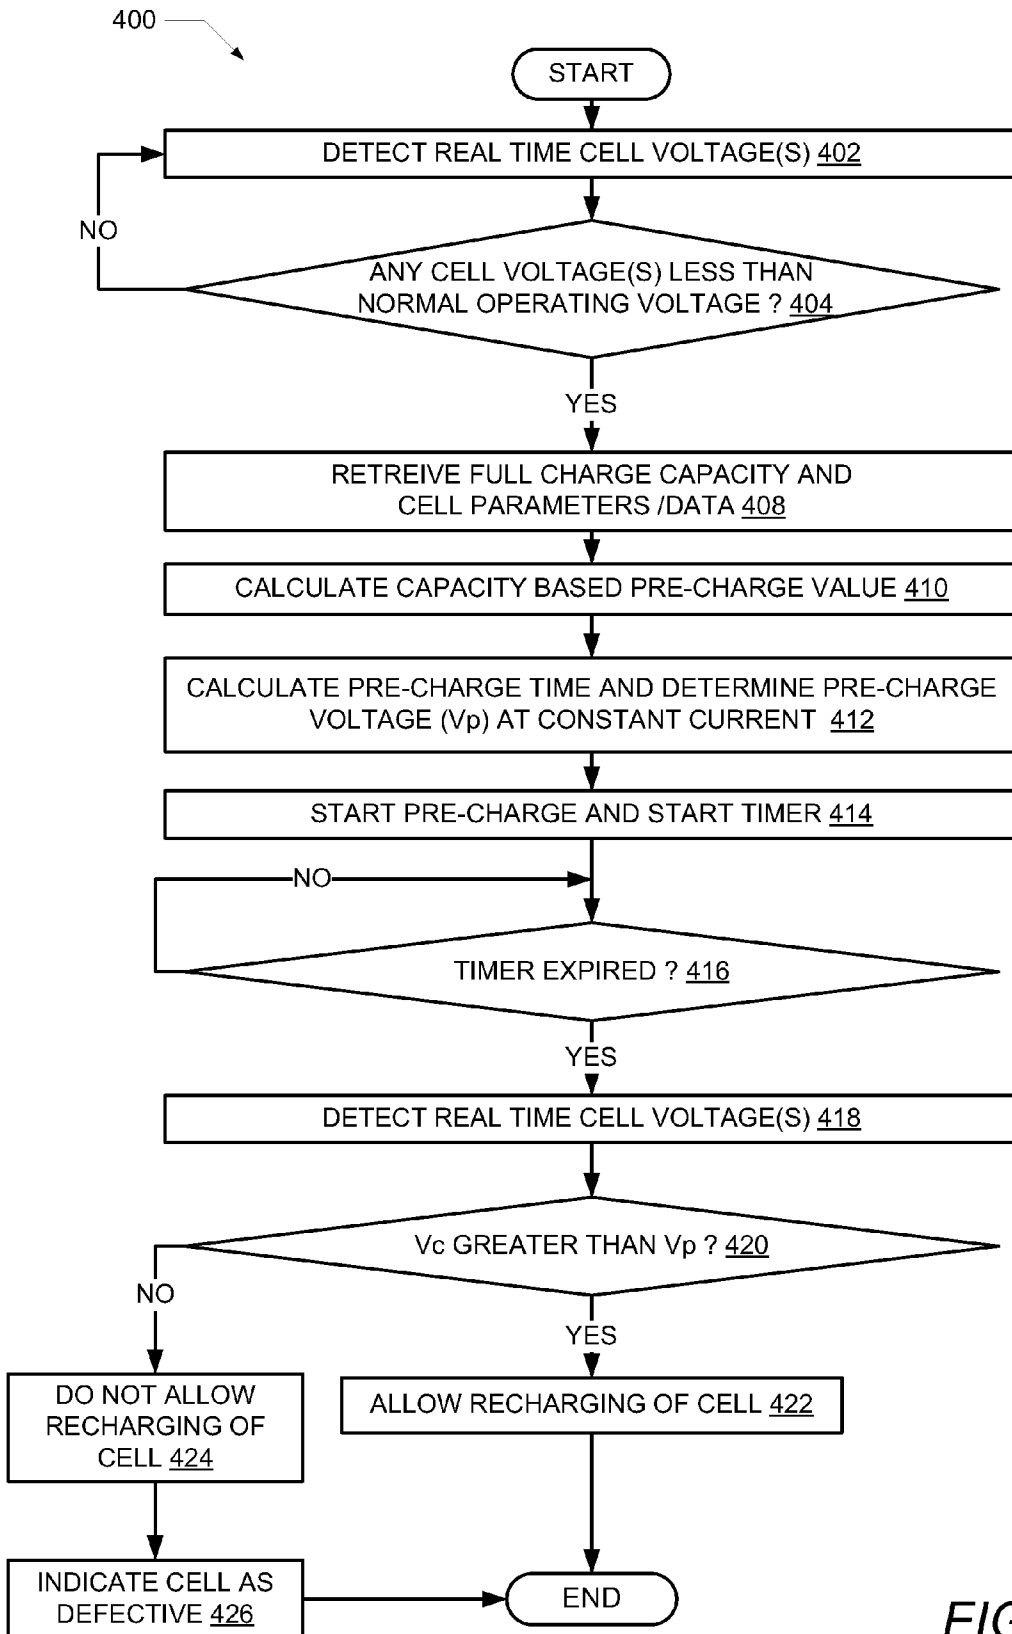 400
START
DETECT REAL TIME CELL VOLTAGE(S) 402
NO
ANY CELL VOLTAGE(S) LESS THAN
NORMAL OPERATING VOLTAGE ? 404
YES
RETREIVE FULL CHARGE CAPACITY AND
CELL PARAMETERS /DATA 408
CALCULATE CAPACITY BASED PRE-CHARGE VALUE 410
CALCULATE PRE-CHARGE TIME AND DETERMINE PRE-CHARGE
VOLTAGE (Vp) AT CONSTANT CURRENT 412
START PRE-CHARGE AND START TIMER 414
NO
TIMER EXPIRED ? 416
YES
DETECT REAL TIME CELL VOLTAGE(S) 418
Vc GREATER THAN Vp ? 420
NO
YES
DO NOT ALLOW
RECHARGING OF
CELL 424
ALLOW RECHARGING OF CELL 422
INDICATE CELL AS
DEFECTIVE 426
END
FIG